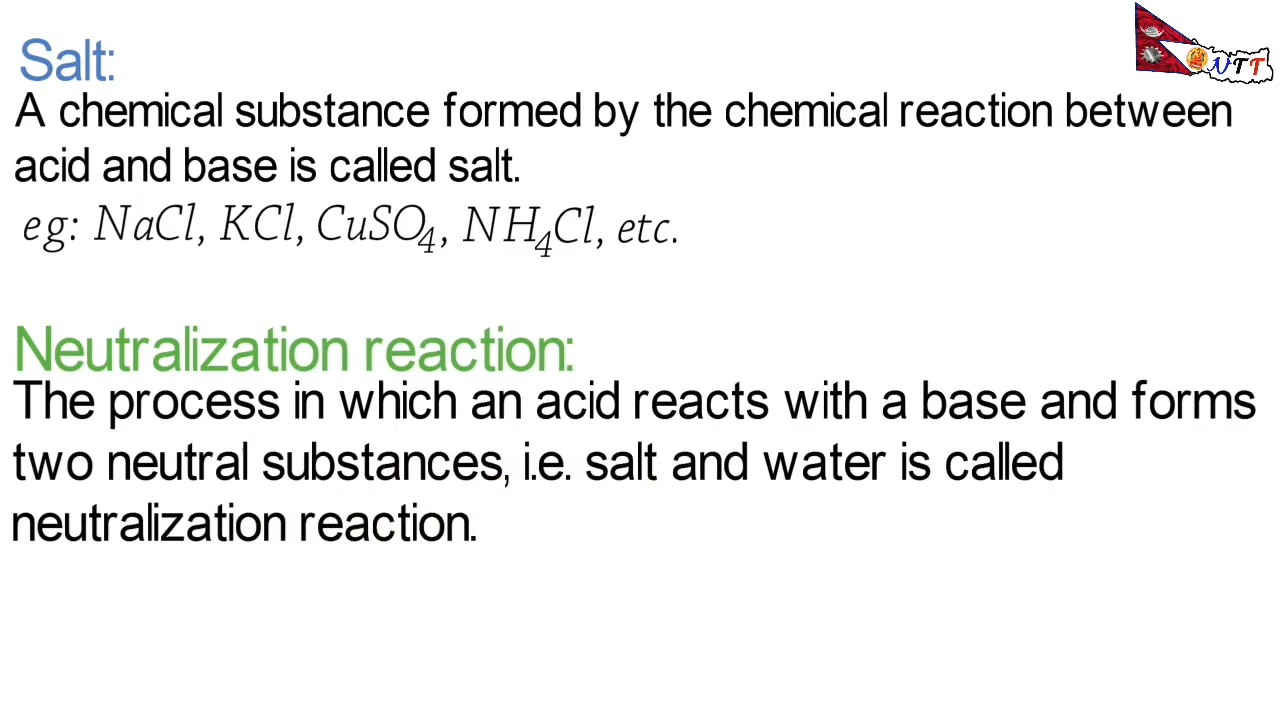 NTT
Salt:
A chemical substance formed by the chemical reaction between
acid and base is called salt.
eg: NaCl, KCl, CuSO₄, NH₄Cl, etc.
Neutralization reaction:
The process in which an acid reacts with a base and forms
two neutral substances, i.e. salt and water is called
neutralization reaction.